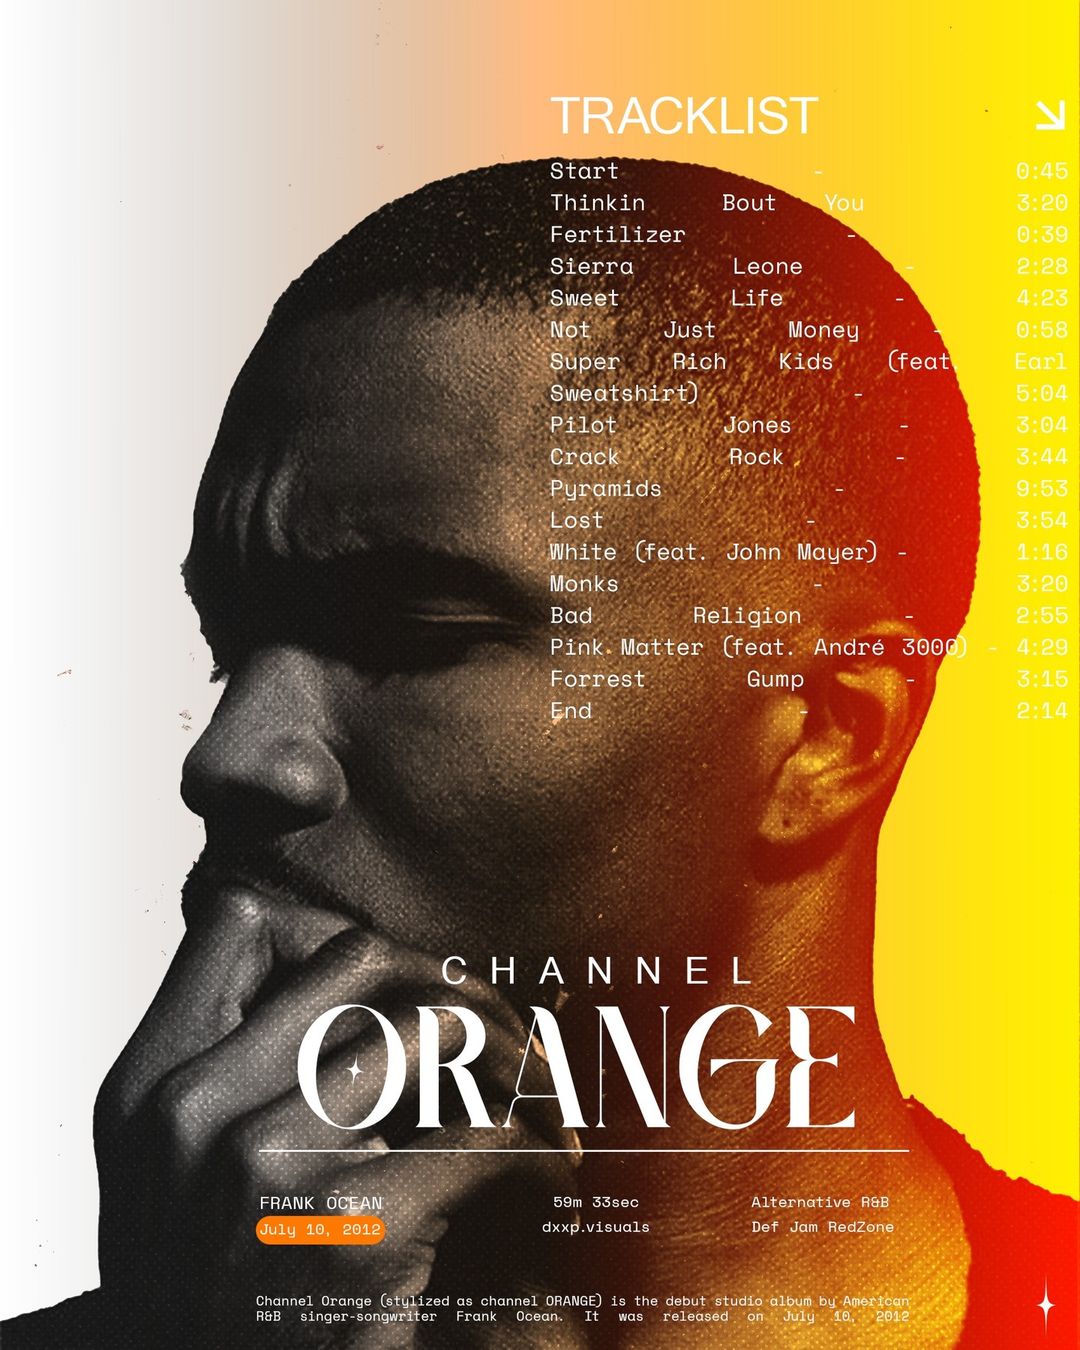 TRACKLIST
Start - 0:45
Thinkin Bout You 3:20
Fertilizer - 0:39
Sierra Leone - 2:28
Sweet Life - 4:23
Not Just Money - 0:58
Super Rich Kids (feat. Earl
Sweatshirt) - 5:04
Pilot Jones - 3:04
Crack Rock - 3:44
Pyramids - 9:53
Lost - 3:54
White (feat. John Mayer) - 1:16
Monks - 3:20
Bad Religion - 2:55
Pink Matter (feat. André 3000) - 4:29
Forrest Gump - 3:15
End - 2:14
CHANNEL
ORANGE
FRANK OCEAN 59m 33sec Alternative R&B
July 10, 2012 dxxp.visuals Def Jam RedZone
Channel Orange (stylized as channel ORANGE) is the debut studio album by American
R&B singer-songwriter Frank Ocean. It was released on July 10, 2012